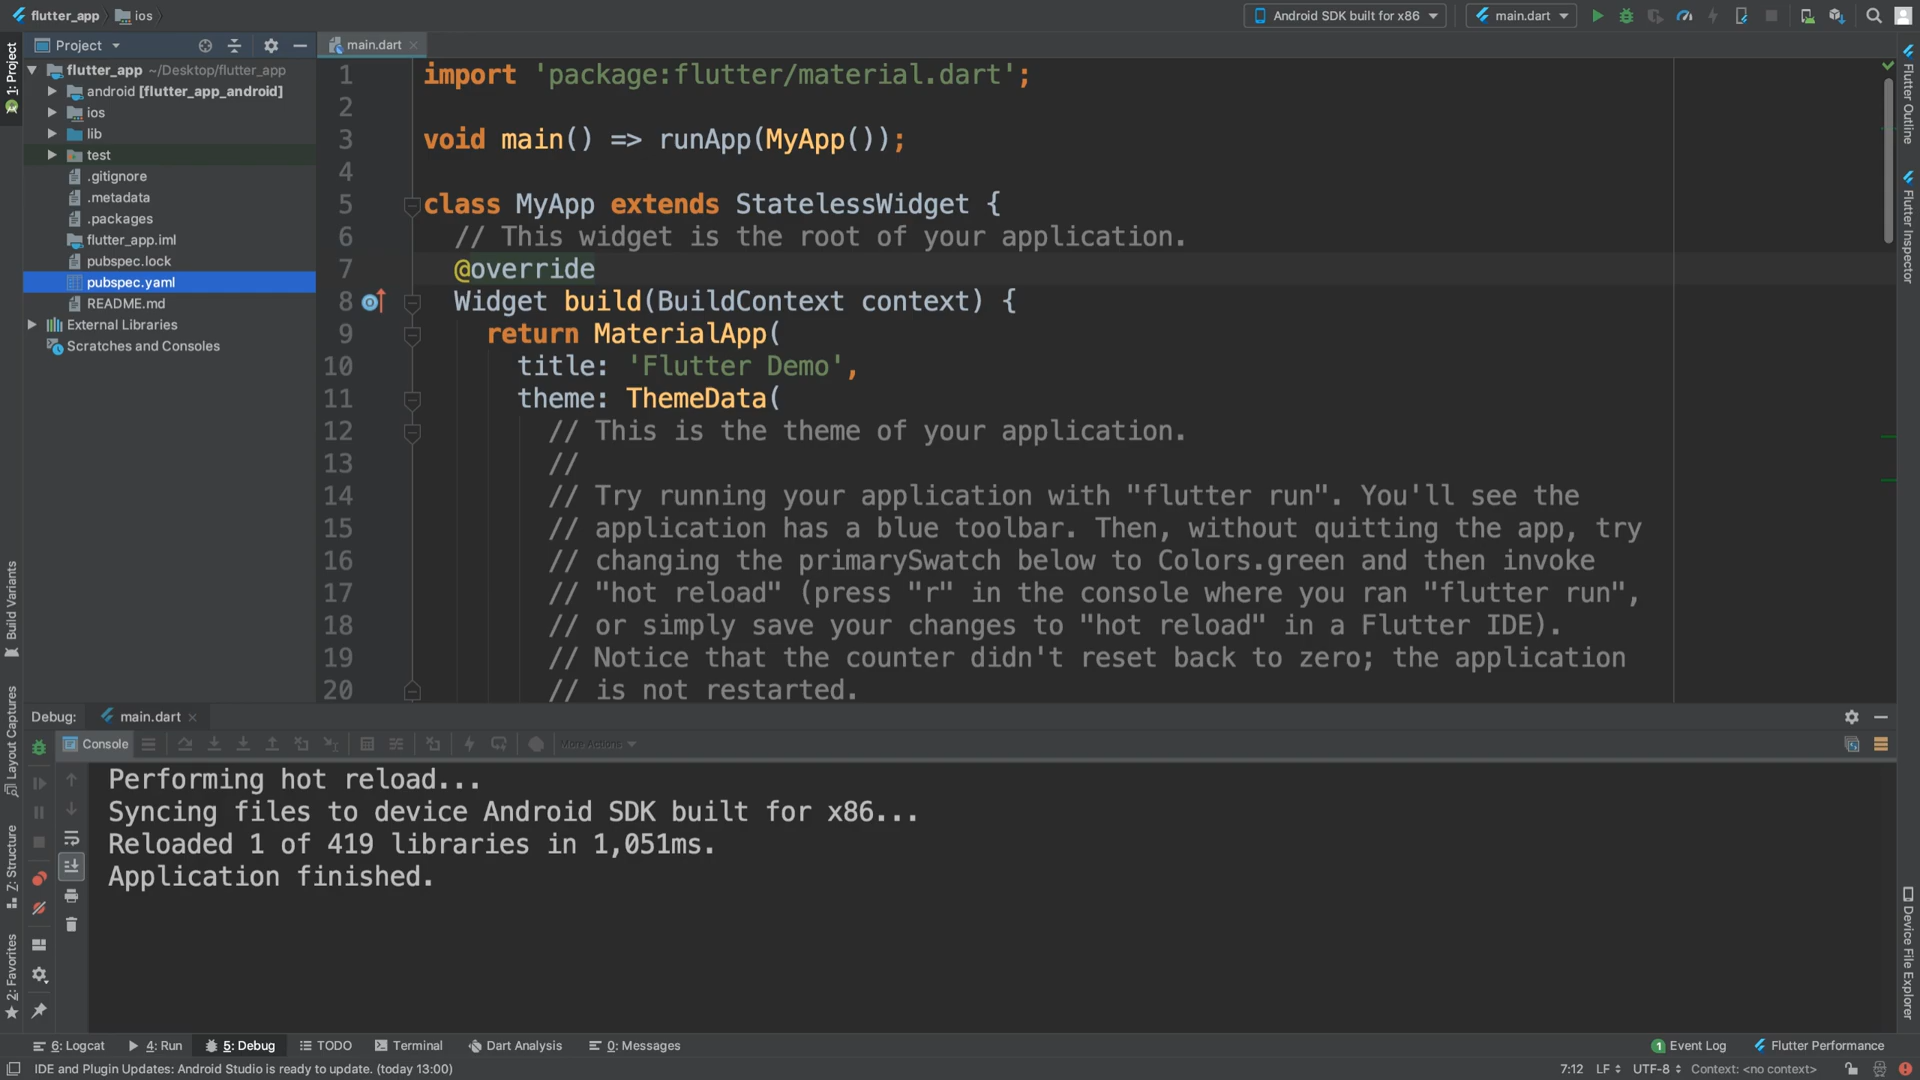 flutter_app
ios
Android SDK built for x86
main.dart
1: Project
Project
main.dart
flutter_app ~/Desktop/flutter_app
android [flutter_app_android]
ios
lib
test
.gitignore
.metadata
.packages
flutter_app.iml
pubspec.lock
pubspec.yaml
README.md
External Libraries
Scratches and Consoles
1 import 'package:flutter/material.dart';
2
3 void main() => runApp(MyApp());
4
5 class MyApp extends StatelessWidget {
6 // This widget is the root of your application.
7 @override
8 Widget build(BuildContext context) {
9 return MaterialApp(
10 title: 'Flutter Demo',
11 theme: ThemeData(
12 // This is the theme of your application.
13 //
14 // Try running your application with "flutter run". You'll see the
15 // application has a blue toolbar. Then, without quitting the app, try
16 // changing the primarySwatch below to Colors.green and then invoke
17 // "hot reload" (press "r" in the console where you ran "flutter run",
18 // or simply save your changes to "hot reload" in a Flutter IDE).
19 // Notice that the counter didn't reset back to zero; the application
20 // is not restarted.
Flutter Outline
Flutter Inspector
Device File Explorer
Build Variants
Layout Captures
7: Structure
2: Favorites
Debug: main.dart
Console
More Actions
Performing hot reload...
Syncing files to device Android SDK built for x86...
Reloaded 1 of 419 libraries in 1,051ms.
Application finished.
6: Logcat
4: Run
5: Debug
TODO
Terminal
Dart Analysis
0: Messages
1 Event Log
Flutter Performance
IDE and Plugin Updates: Android Studio is ready to update. (today 13:00)
7:12 LF UTF-8 Context: <no context>